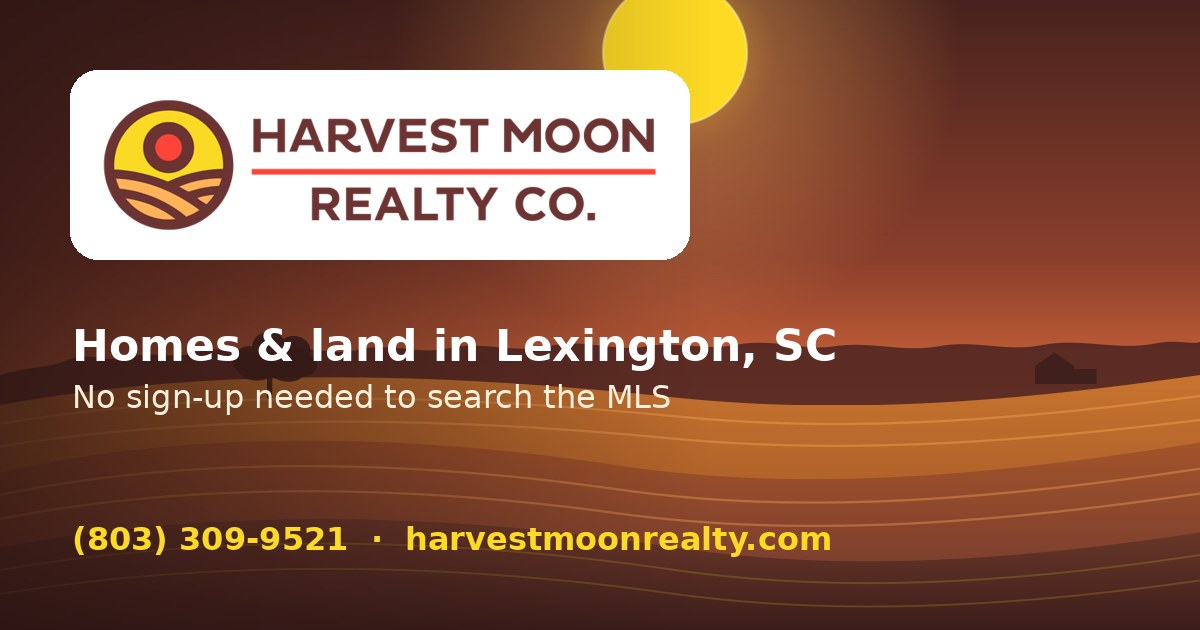 HARVEST MOON
REALTY CO.
Homes & land in Lexington, SC
No sign-up needed to search the MLS
(803) 309-9521 · harvestmoonrealty.com